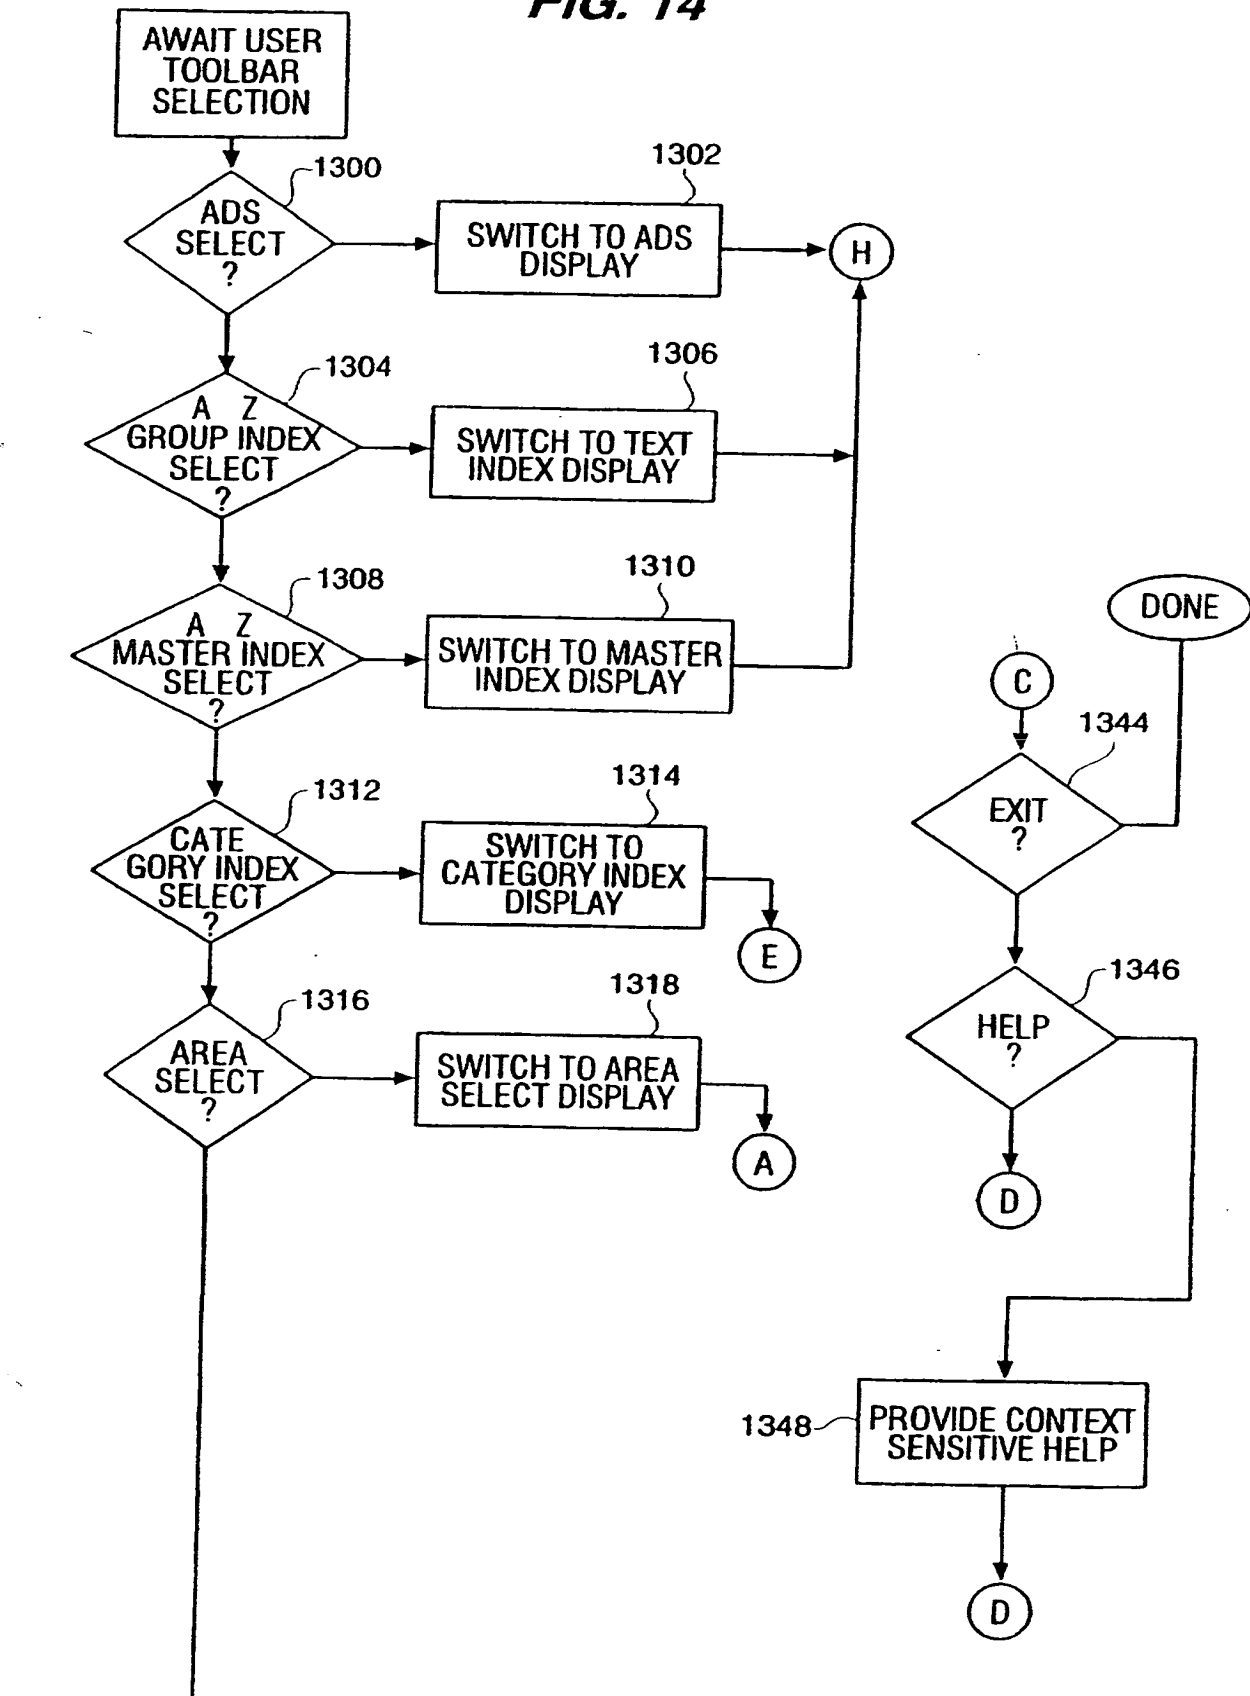 FIG. 14
AWAIT USER
TOOLBAR
SELECTION
1300
ADS
SELECT
?
1302
SWITCH TO ADS
DISPLAY
H
1304
A Z
GROUP INDEX
SELECT
?
1306
SWITCH TO TEXT
INDEX DISPLAY
1308
A Z
MASTER INDEX
SELECT
?
1310
SWITCH TO MASTER
INDEX DISPLAY
1312
CATE
GORY INDEX
SELECT
?
1314
SWITCH TO
CATEGORY INDEX
DISPLAY
E
1316
AREA
SELECT
?
1318
SWITCH TO AREA
SELECT DISPLAY
A
DONE
C
1344
EXIT
?
1346
HELP
?
D
1348
PROVIDE CONTEXT
SENSITIVE HELP
D